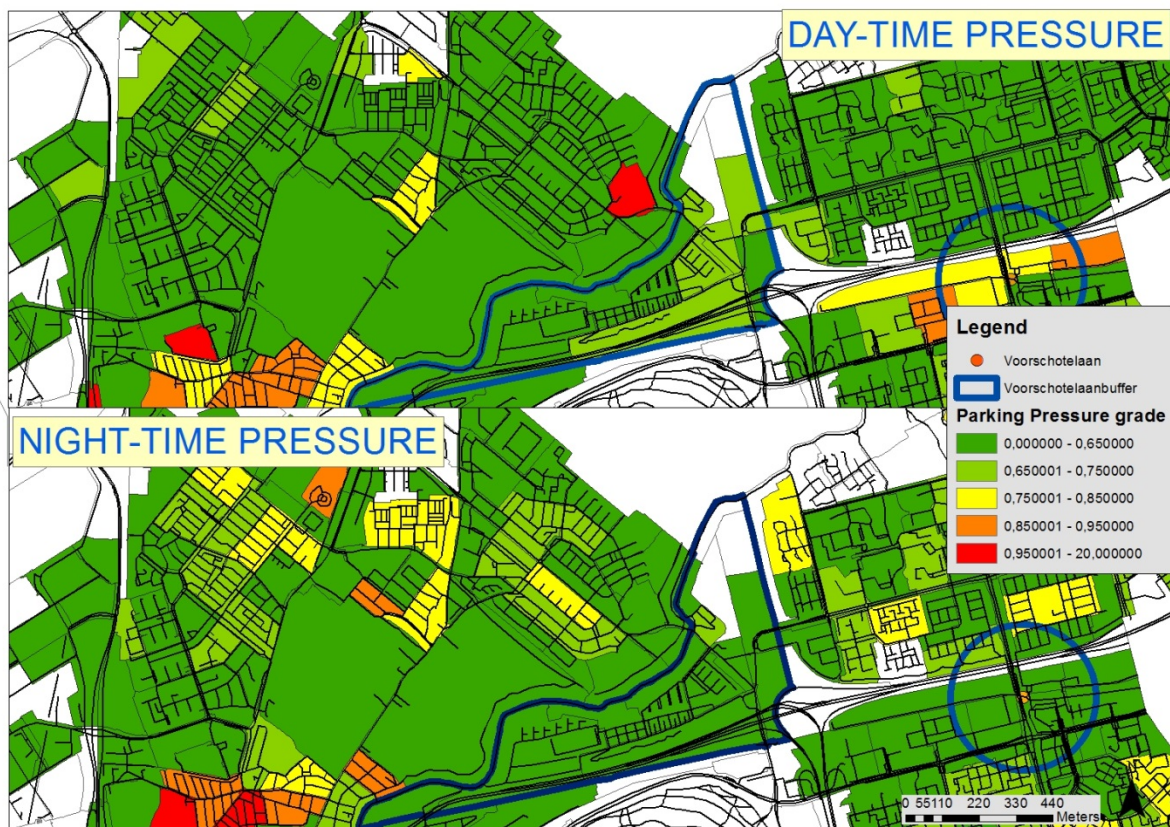 DAY-TIME PRESSURE
Legend
Voorschotelaan
Voorschotelaanbuffer
Parking Pressure grade
0,000000 - 0,650000
0,650001 - 0,750000
0,750001 - 0,850000
0,850001 - 0,950000
0,950001 - 20,000000
NIGHT-TIME PRESSURE
0 55110 220 330 440
Meters